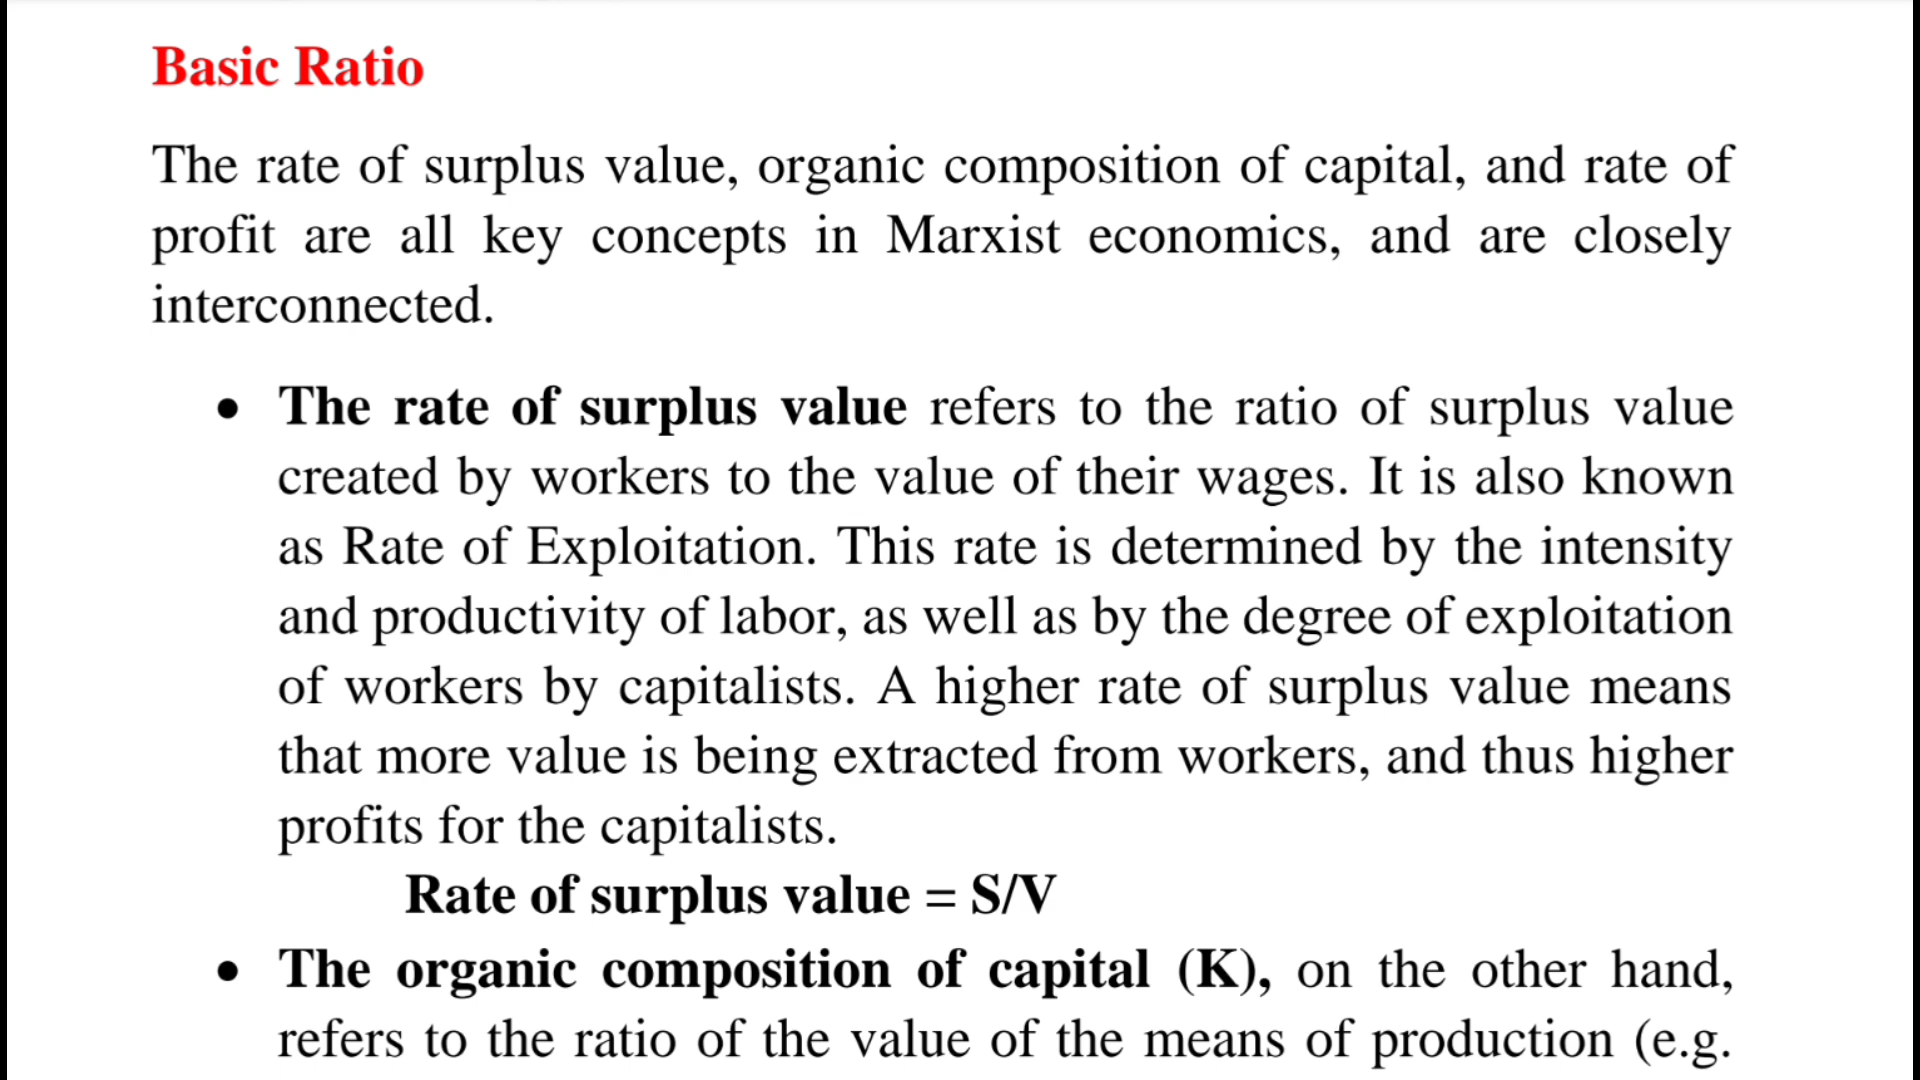 Basic Ratio
The rate of surplus value, organic composition of capital, and rate of
profit are all key concepts in Marxist economics, and are closely
interconnected.
• The rate of surplus value refers to the ratio of surplus value
created by workers to the value of their wages. It is also known
as Rate of Exploitation. This rate is determined by the intensity
and productivity of labor, as well as by the degree of exploitation
of workers by capitalists. A higher rate of surplus value means
that more value is being extracted from workers, and thus higher
profits for the capitalists.
Rate of surplus value = S/V
• The organic composition of capital (K), on the other hand,
refers to the ratio of the value of the means of production (e.g.